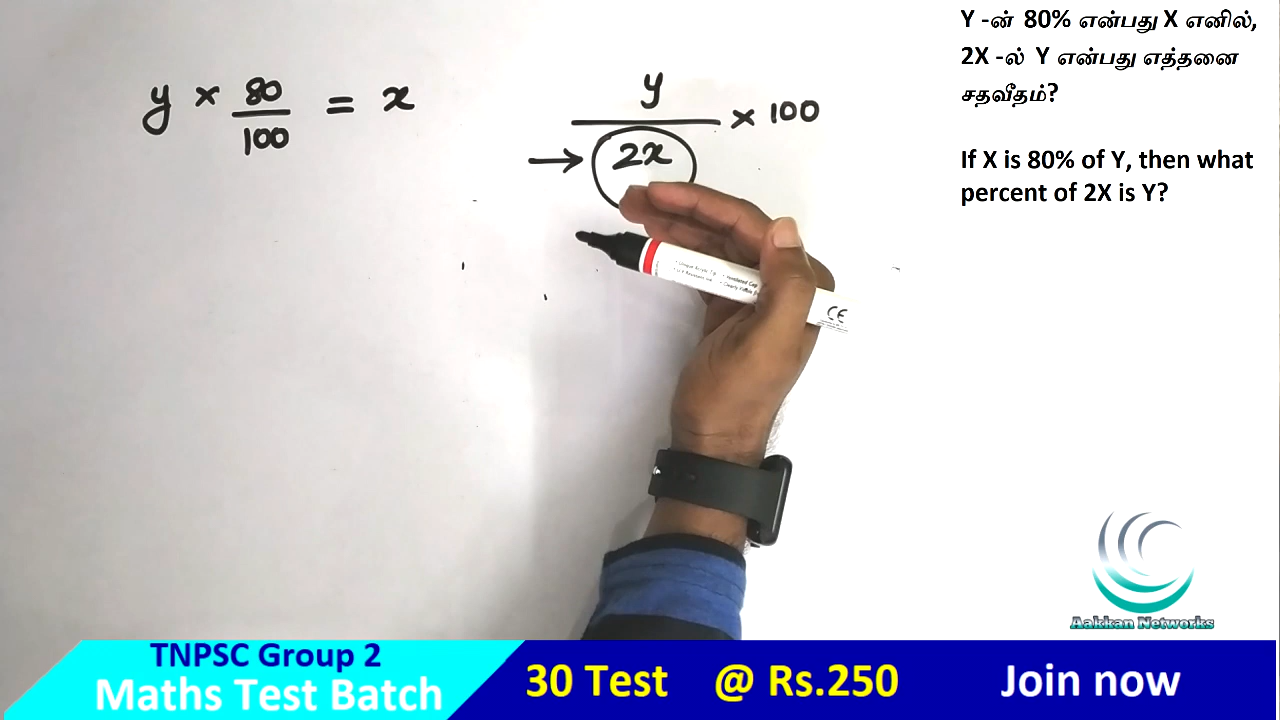 y × 80/100 = x
y/2x × 100
→
Y -ன் 80% என்பது X எனில்,
2X -ல் Y என்பது எத்தனை
சதவீதம்?
If X is 80% of Y, then what
percent of 2X is Y?
CE
Aakkan Networks
TNPSC Group 2
Maths Test Batch
30 Test @ Rs.250
Join now